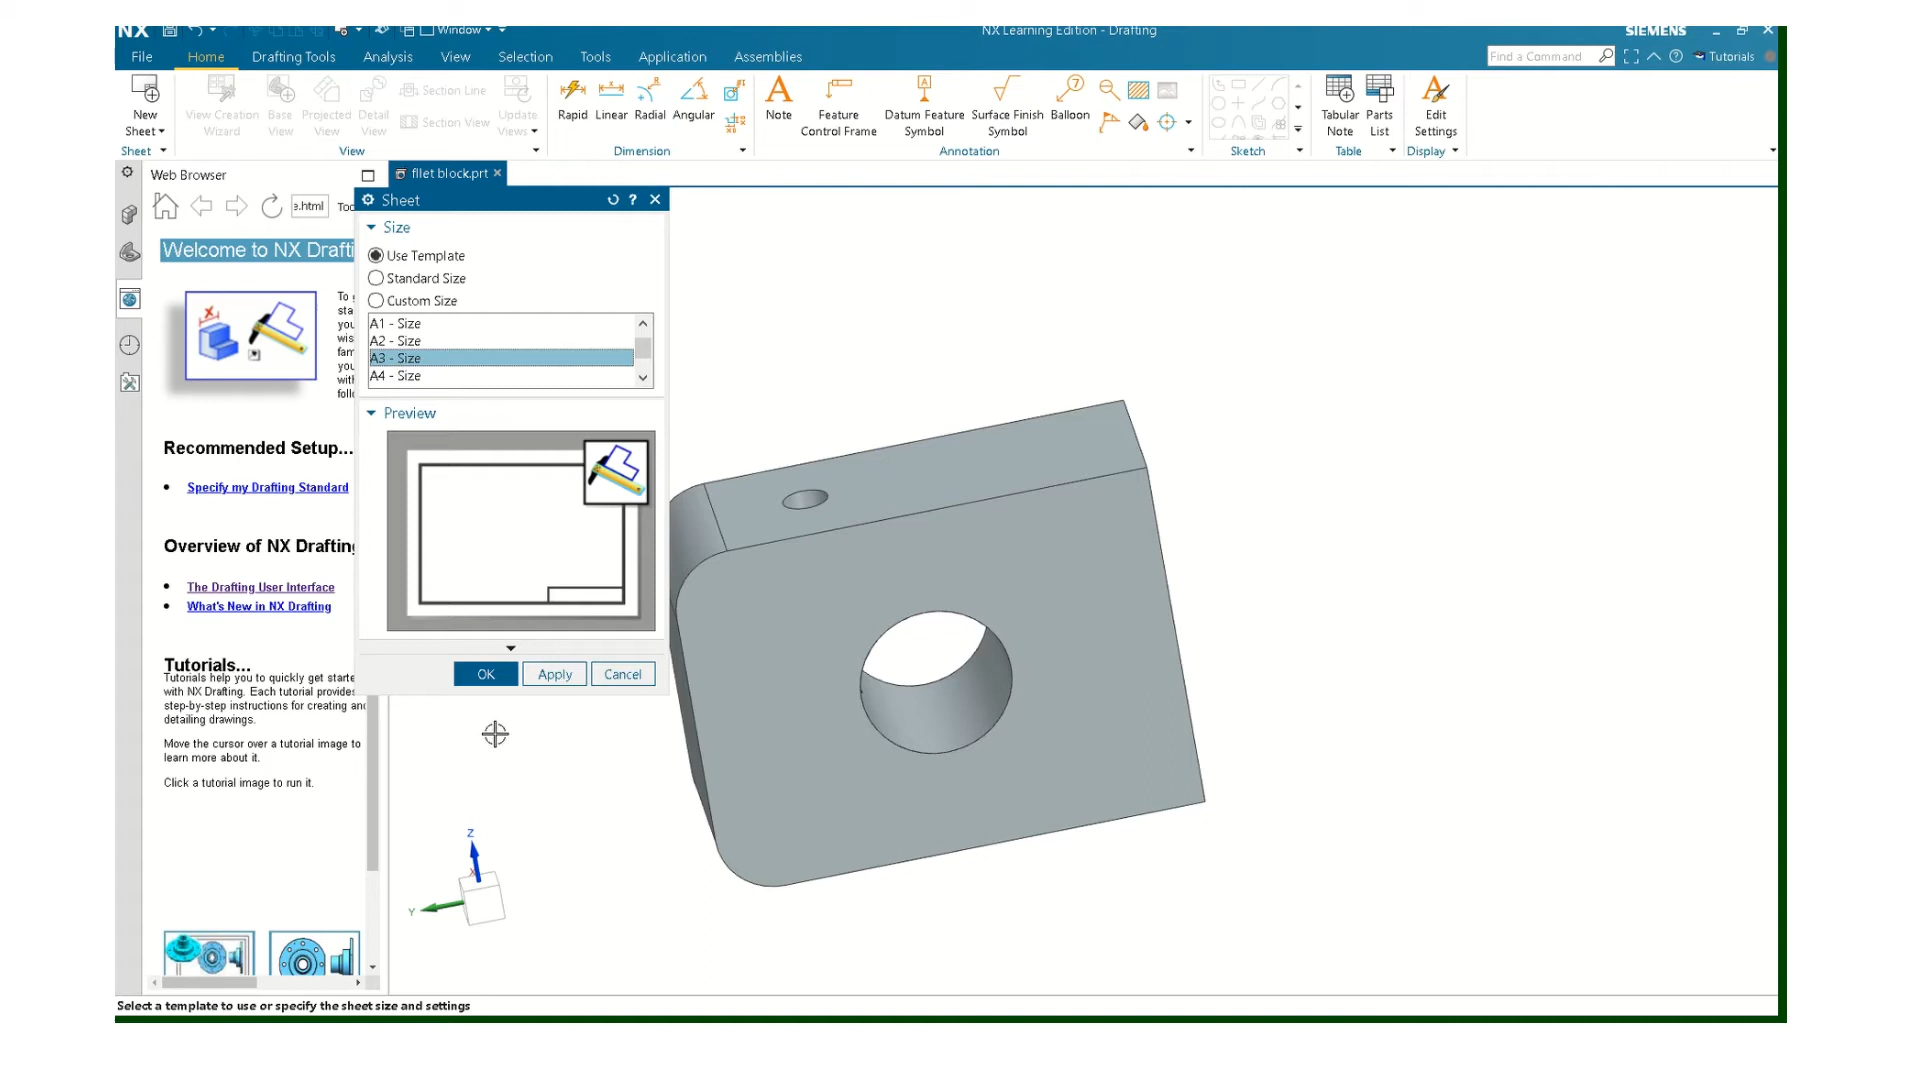 NX
Window
NX Learning Edition - Drafting
SIEMENS
File
Home
Drafting Tools
Analysis
View
Selection
Tools
Application
Assemblies
Find a Command
Tutorials
New
Sheet
View Creation
Wizard
Base
View
Projected
View
Detail
View
Section Line
Section View
Update
Views
Rapid
Linear
Radial
Angular
Note
Feature
Control Frame
Datum Feature
Symbol
Surface Finish
Symbol
Balloon
Tabular
Note
Parts
List
Edit
Settings
Sheet
View
Dimension
Annotation
Sketch
Table
Display
Web Browser
fllet block.prt
e.html
Too
Welcome to NX Drafti
Recommended Setup...
Specify my Drafting Standard
Overview of NX Drafting
The Drafting User Interface
What's New in NX Drafting
Tutorials...
Tutorials help you to quickly get starte
with NX Drafting. Each tutorial provides
step-by-step instructions for creating and
detailing drawings.
Move the cursor over a tutorial image to
learn more about it.
Click a tutorial image to run it.
Sheet
Size
Use Template
Standard Size
Custom Size
A1 - Size
A2 - Size
A3 - Size
A4 - Size
Preview
OK
Apply
Cancel
Z
X
Y
Select a template to use or specify the sheet size and settings